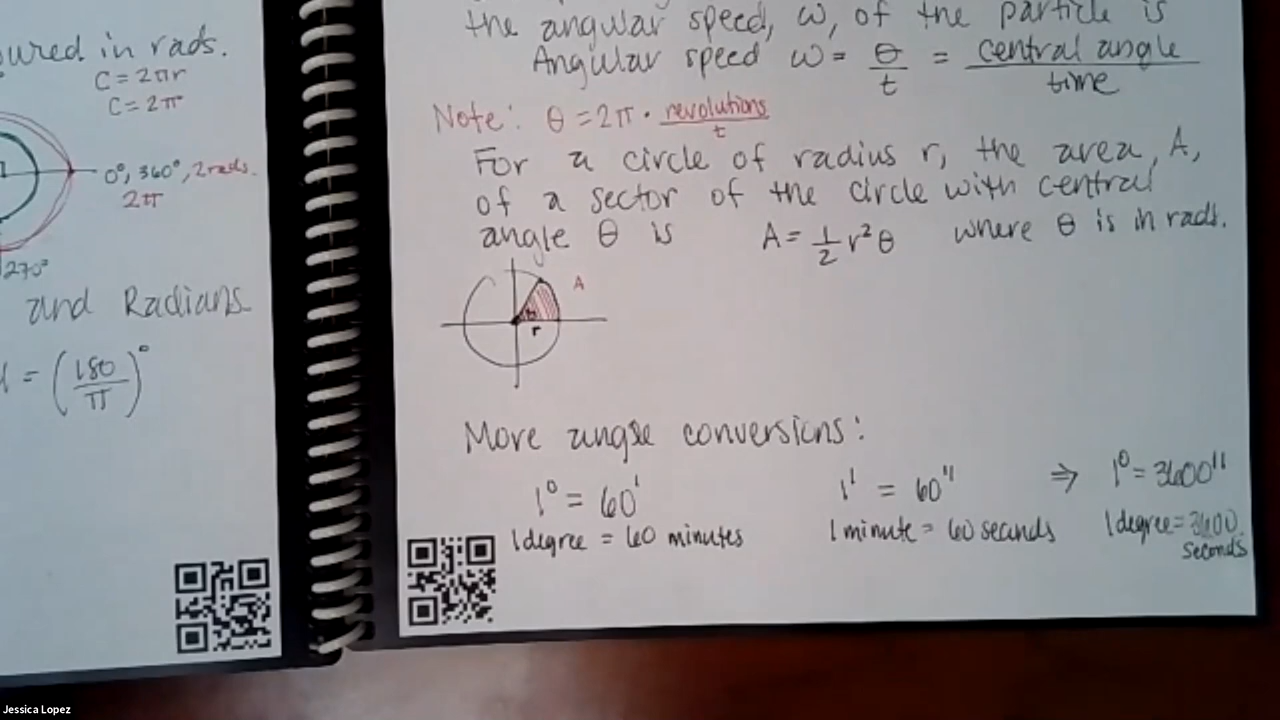 ured in rads.
C = 2πr
C = 2π
0°, 360°, 2rads.
2π
270°
and Radians
= (180/π)°
the angular speed, ω, of the particle is
Angular speed ω = θ/t = central angle/time
Note: θ = 2π · revolutions/t
For a circle of radius r, the area, A,
of a sector of the circle with central
angle θ is A = 1/2 r²θ where θ is in rads.
A
r
More angle conversions:
1° = 60' 1' = 60" ⇒ 1° = 3600"
1 degree = 60 minutes 1 minute = 60 seconds 1 degree = 3600
seconds
Jessica Lopez